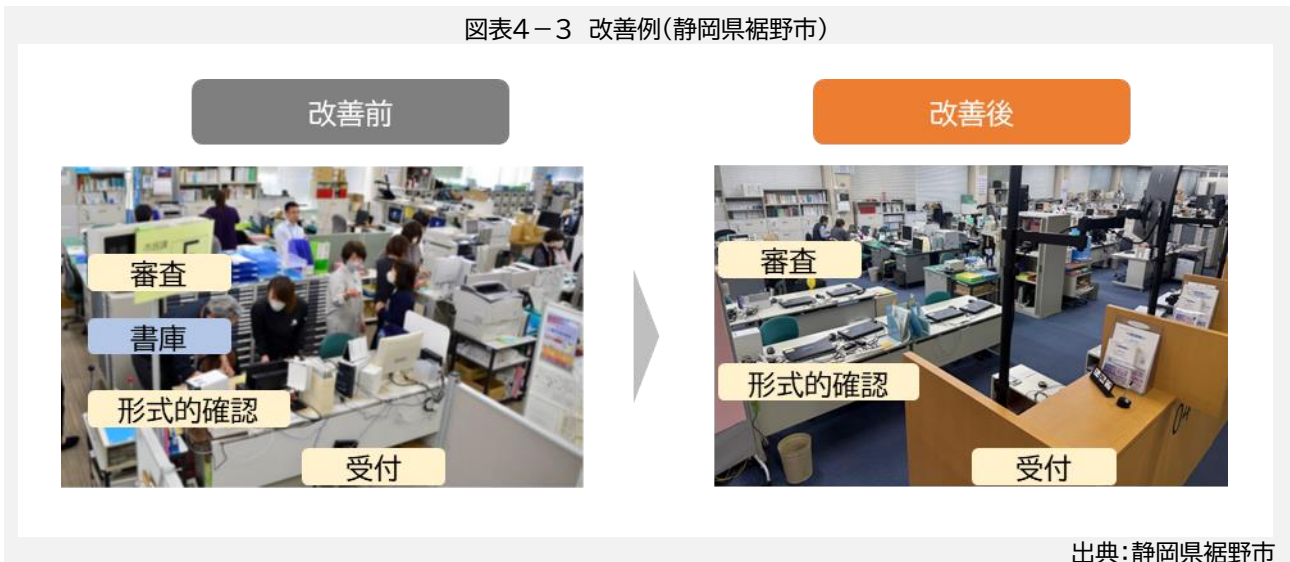 図表4-3 改善例(静岡県裾野市)
改善前
改善後
審査
書庫
形式的確認
受付
審査
形式的確認
受付
04
出典:静岡県裾野市